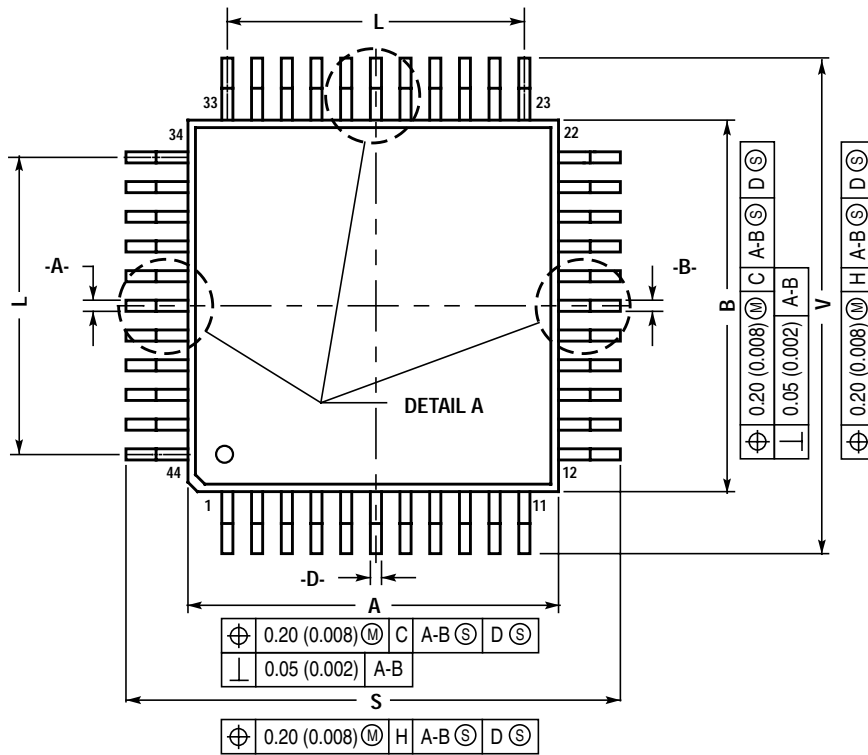 L
33
23
34
22
-A-
-B-
L
B
V
⌖ 0.20 (0.008) Ⓜ C A-B Ⓢ D Ⓢ
⊥ 0.05 (0.002) A-B
⌖ 0.20 (0.008) Ⓜ H A-B Ⓢ D Ⓢ
DETAIL A
44
12
1
11
-D-
A
⌖ 0.20 (0.008) Ⓜ C A-B Ⓢ D Ⓢ
⊥ 0.05 (0.002) A-B
S
⌖ 0.20 (0.008) Ⓜ H A-B Ⓢ D Ⓢ